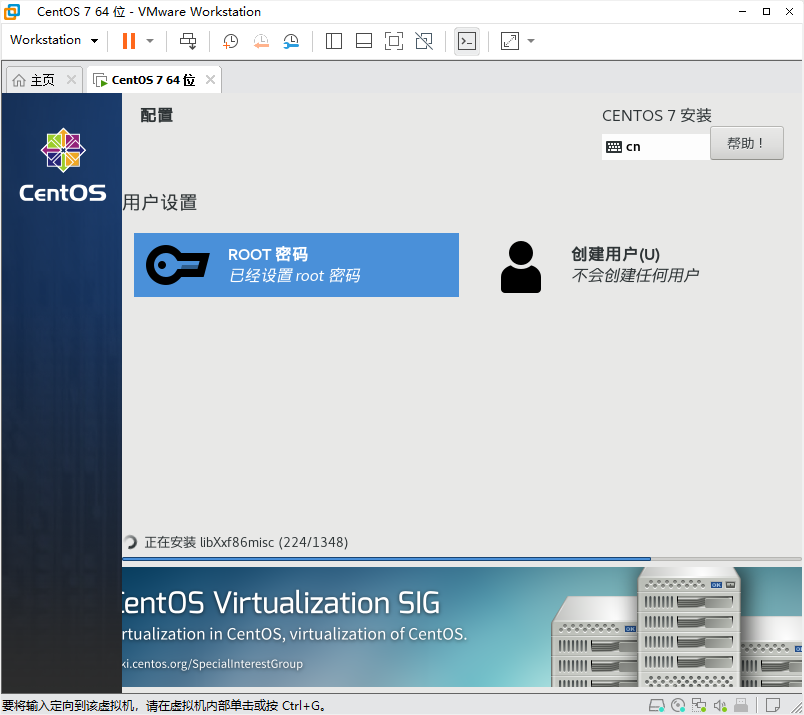 CentOS 7 64 位 - VMware Workstation
Workstation
主页
CentOS 7 64 位
CentOS
配置
CENTOS 7 安装
cn
帮助！
用户设置
ROOT 密码
已经设置 root 密码
创建用户(U)
不会创建任何用户
正在安装 libXxf86misc (224/1348)
CentOS Virtualization SIG
rtualization in CentOS, virtualization of CentOS.
ki.centos.org/SpecialInterestGroup
OK
OK
OK
要将输入定向到该虚拟机，请在虚拟机内部单击或按 Ctrl+G。